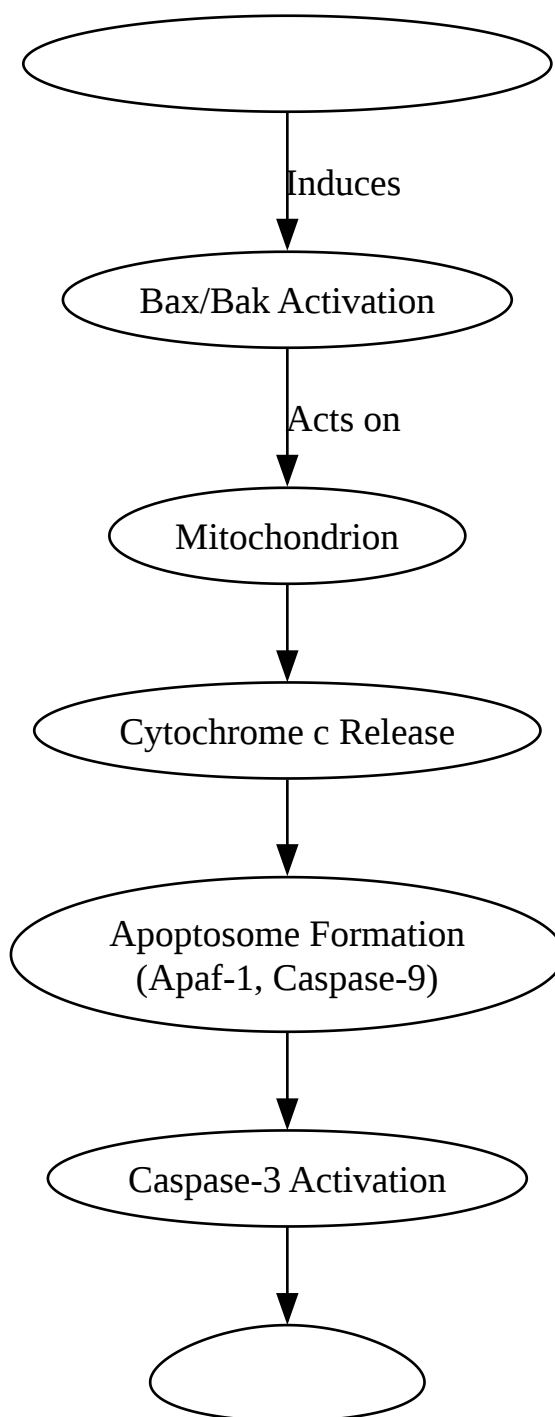 Induces
Bax/Bak Activation
Acts on
Mitochondrion
Cytochrome c Release
Apoptosome Formation
(Apaf-1, Caspase-9)
Caspase-3 Activation